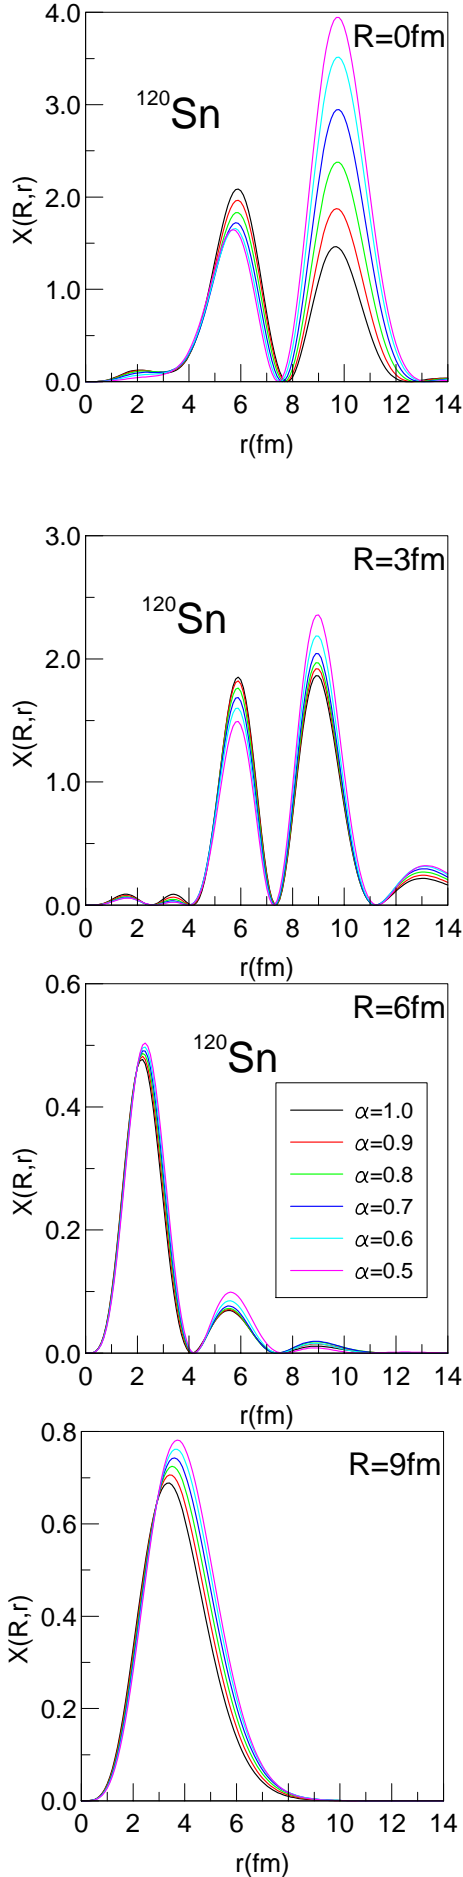 R=0fm
120Sn
X(R,r)
4.0
3.0
2.0
1.0
0.0
0 2 4 6 8 10 12 14
r(fm)
R=3fm
120Sn
X(R,r)
3.0
2.0
1.0
0.0
0 2 4 6 8 10 12 14
r(fm)
R=6fm
120Sn
X(R,r)
0.6
0.4
0.2
0.0
α=1.0
α=0.9
α=0.8
α=0.7
α=0.6
α=0.5
0 2 4 6 8 10 12 14
r(fm)
R=9fm
X(R,r)
0.8
0.6
0.4
0.2
0.0
0 2 4 6 8 10 12 14
r(fm)